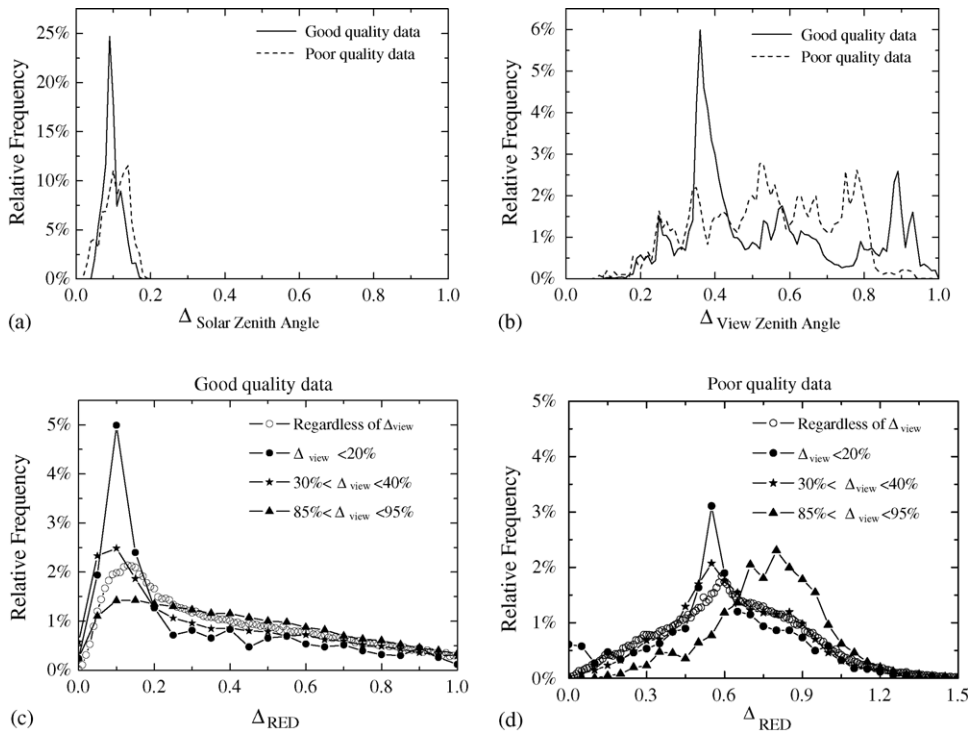 25%
20%
15%
10%
5%
0%
Relative Frequency
Good quality data
Poor quality data
0.0 0.2 0.4 0.6 0.8 1.0
(a)
Δ Solar Zenith Angle
6%
5%
4%
3%
2%
1%
0%
Relative Frequency
Good quality data
Poor quality data
0.0 0.2 0.4 0.6 0.8 1.0
(b)
Δ View Zenith Angle
Good quality data
5%
4%
3%
2%
1%
0%
Relative Frequency
Regardless of Δview
Δ view <20%
30%< Δ view <40%
85%< Δ view <95%
0.0 0.2 0.4 0.6 0.8 1.0
(c)
ΔRED
Poor quality data
5%
4%
3%
2%
1%
0%
Relative Frequency
Regardless of Δview
Δview <20%
30%< Δ view <40%
85%< Δ view <95%
0.0 0.3 0.6 0.9 1.2 1.5
(d)
ΔRED